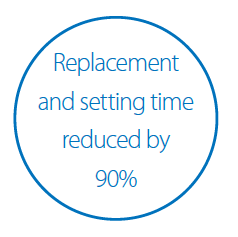 Replacement
and setting time
reduced by
90%